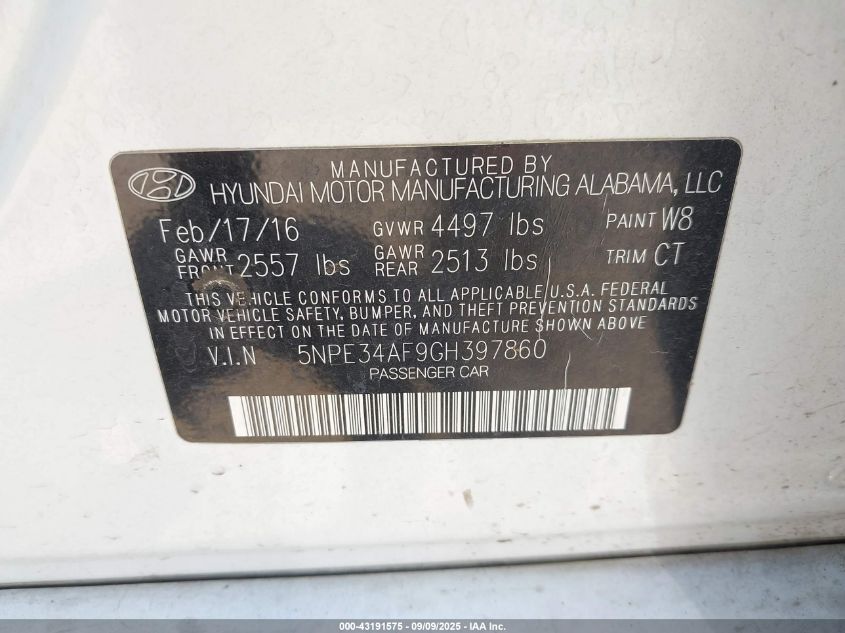 MANUFACTURED BY
HYUNDAI MOTOR MANUFACTURING ALABAMA, LLC
Feb/17/16 GVWR 4497 lbs PAINT W8
GAWR FRONT 2557 lbs GAWR REAR 2513 lbs TRIM CT
THIS VEHICLE CONFORMS TO ALL APPLICABLE U.S.A. FEDERAL
MOTOR VEHICLE SAFETY, BUMPER, AND THEFT PREVENTION STANDARDS
IN EFFECT ON THE DATE OF MANUFACTURE SHOWN ABOVE
V.I.N 5NPE34AF9GH397860
PASSENGER CAR
000-43191575 - 09/09/2025 - IAA Inc.